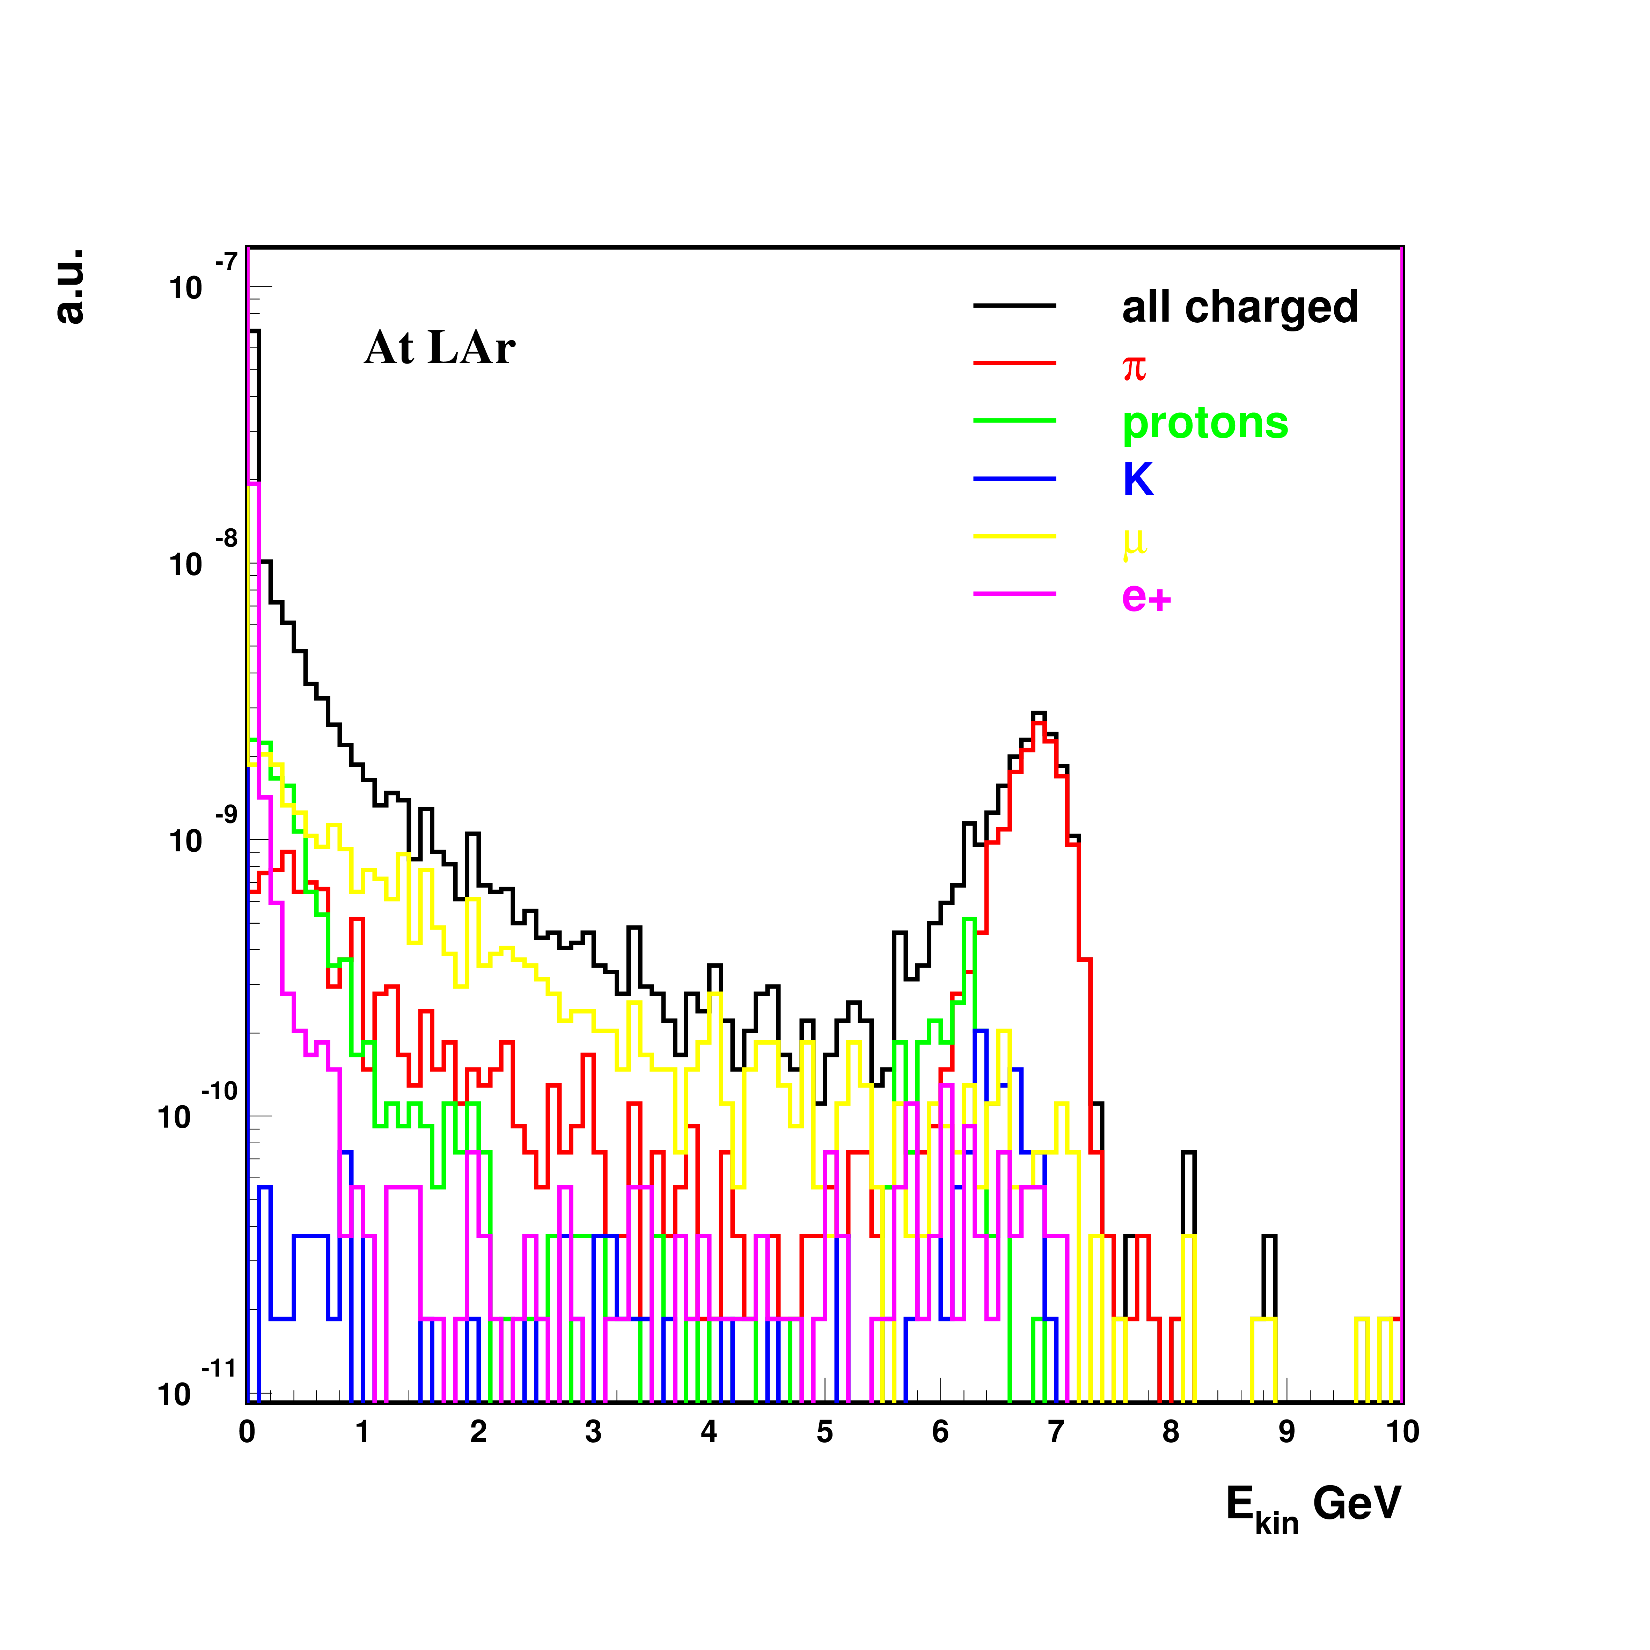 a.u.
10 -7
10 -8
10 -9
10 -10
10 -11
At LAr
all charged
π
protons
K
μ
e+
0 1 2 3 4 5 6 7 8 9 10
E kin GeV